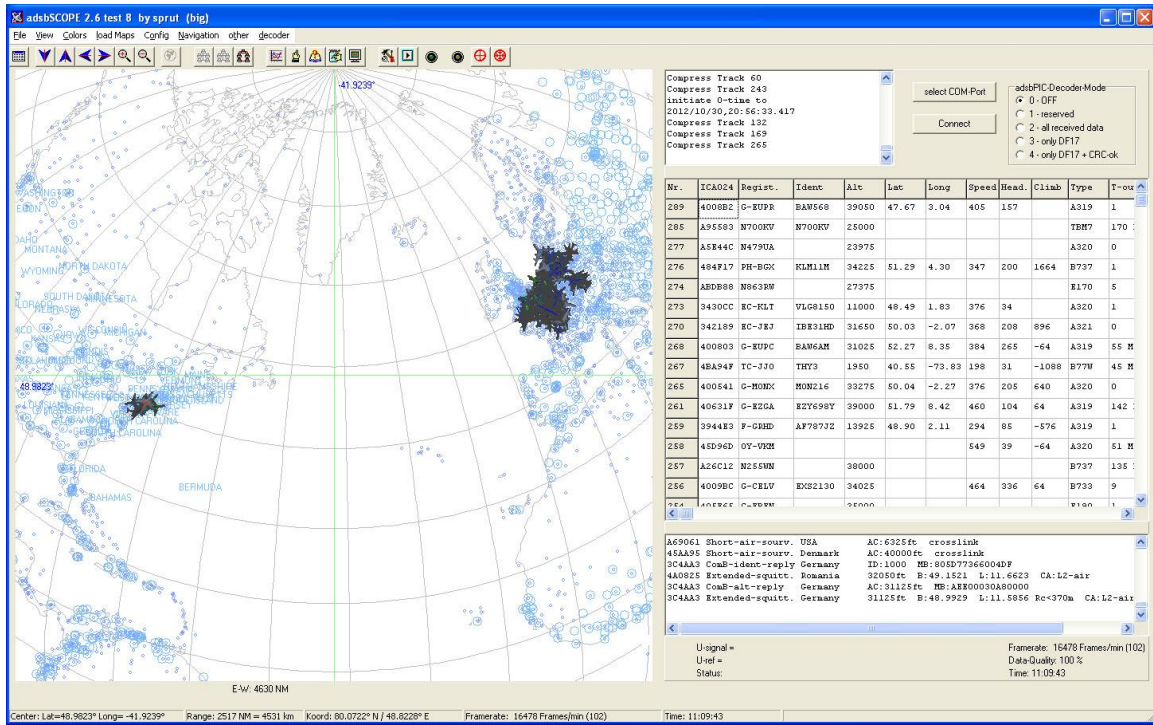 adsbSCOPE 2.6 test 8 by sprut (big)
File View Colors load Maps Config Navigation other decoder
-41.9239°
WASHINGTON
MONTANA
WYOMING NORTH DAKOTA
SOUTH DAKOTA MINNESOTA
NEBRASKA
49.9823°
CAROLINA
FLORIDA
BERMUDA
BAHAMAS
E-W: 4630 NM
Compress Track 60
Compress Track 243
initiate 0-time to
2012/10/30,20:56:33.417
Compress Track 132
Compress Track 169
Compress Track 265
select COM-Port
Connect
adsbPIC-Decoder-Mode
0 - OFF
1 - reserved
2 - all received data
3 - only DF17
4 - only DF17 + CRC-ok
Nr. ICAO24 Regist. Ident Alt Lat Long Speed Head. Climb Type T-ou
289 4008B2 G-EUPR BAW568 39050 47.67 3.04 405 157 A319 1
285 A95583 N700KV N700KV 25000 TBM7 170
277 A5E44C N479UA 23975 A320 0
276 484F17 PH-BGX KLM11M 34225 51.29 4.30 347 200 1664 B737 1
274 ABDB88 N863RW 27375 E170 5
273 3430CC EC-KLT VLG8150 11000 48.49 1.83 376 34 A320 1
270 342189 EC-JEJ IBE31HD 31650 50.03 -2.07 368 208 896 A321 0
268 400803 G-EUPC BAW6AM 31025 52.27 8.35 384 265 -64 A319 55 M
267 4BA94F TC-JJO THY3 1950 40.55 -73.83 198 31 -1088 B77W 45 M
265 400541 G-MONX MON216 33275 50.04 -2.27 376 205 640 A320 0
261 40631F G-EZGA EZY698Y 39000 51.79 8.42 460 104 64 A319 142
259 3944E3 F-GRHD AF787JZ 13925 48.90 2.11 294 85 -576 A319 1
258 45D96D OY-VKM 549 39 -64 A320 51 M
257 A26C12 N255WN 38000 B737 135
256 4009BC G-CELV EXS2130 34025 464 336 64 B733 9
A69061 Short-air-sourv. USA AC:6325ft crosslink
45AA95 Short-air-sourv. Denmark AC:40000ft crosslink
3C4AA3 ComB-ident-reply Germany ID:1000 MB:805D77366004DF
4A0825 Extended-squitt. Romania 32050ft B:49.1521 L:11.6623 CA:L2-air
3C4AA3 ComB-alt-reply Germany AC:31125ft MB:AEE00030A80000
3C4AA3 Extended-squitt. Germany 31125ft B:48.9929 L:11.5856 Rc<370m CA:L2-air
U-signal =
U-ref =
Status:
Framerate: 16478 Frames/min (102)
Data-Quality: 100 %
Time: 11:09:43
Center: Lat=48.9823° Long= -41.9239° Range: 2517 NM = 4531 km Koord: 80.0722° N / 48.8228° E Framerate: 16478 Frames/min (102) Time: 11:09:43